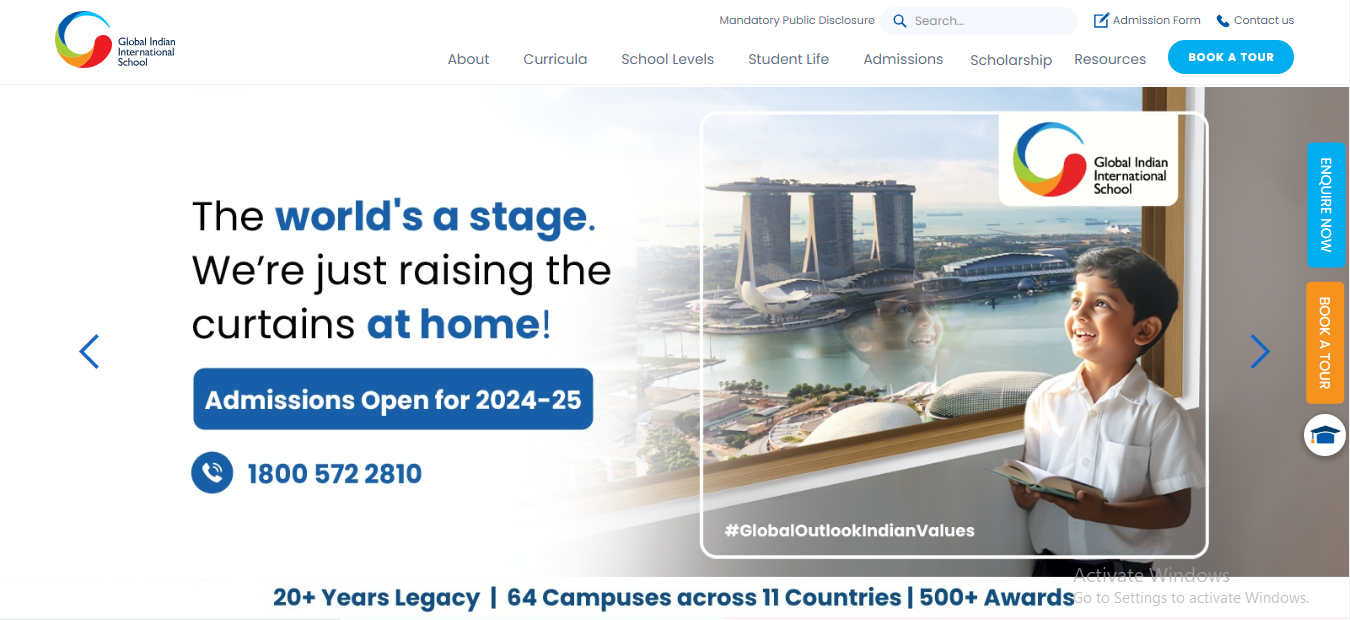 Global Indian
International
School
Mandatory Public Disclosure
Search...
Admission Form
Contact us
About
Curricula
School Levels
Student Life
Admissions
Scholarship
Resources
BOOK A TOUR
The world's a stage.
We're just raising the
curtains at home!
Admissions Open for 2024-25
1800 572 2810
Global Indian
International
School
#GlobalOutlookIndianValues
ENQUIRE NOW
BOOK A TOUR
20+ Years Legacy | 64 Campuses across 11 Countries | 500+ Awards
Activate Windows
Go to Settings to activate Windows.